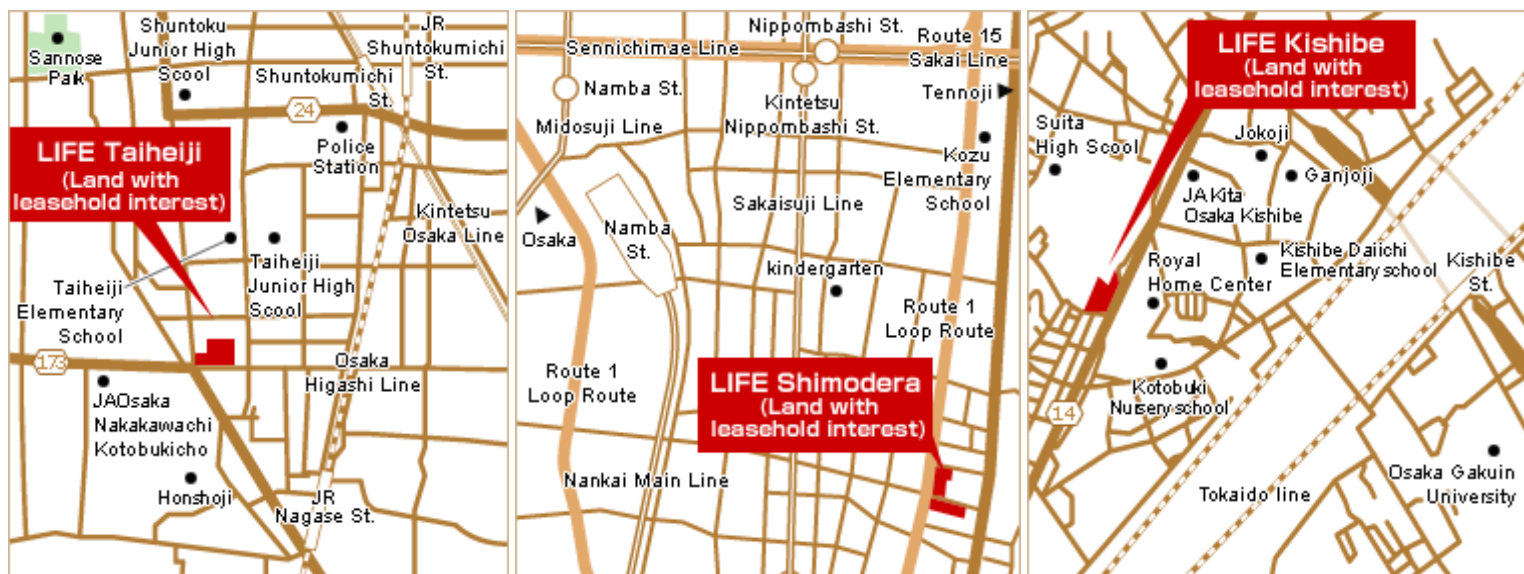 Sannose
Park
Shuntoku
Junior High
Scool
JR
Shuntokumichi
St.
Shuntokumichi
St.
24
Police
Station
LIFE Taiheiji
(Land with
leasehold interest)
Kintetsu
Osaka Line
Taiheiji
Elementary
School
Taiheiji
Junior High
Scool
173
Osaka
Higashi Line
JAOsaka
Nakakawachi
Kotobukicho
Honshoji
JR
Nagase St.
Nippombashi St.
Sennichimae Line
Route 15
Sakai Line
Namba St.
Tennoji
Kintetsu
Nippombashi St.
Midosuji Line
Kozu
Elementary
School
Sakaisuji Line
Osaka
Namba
St.
kindergarten
Route 1
Loop Route
Route 1
Loop Route
LIFE Shimodera
(Land with
leasehold interest)
Nankai Main Line
LIFE Kishibe
(Land with
leasehold interest)
Suita
High Scool
Jokoji
Ganjoji
JA Kita
Osaka Kishibe
Kishibe Daiichi
Elementary school
Royal
Home Center
Kishibe
St.
Kotobuki
Nursery school
14
Osaka Gakuin
University
Tokaido line